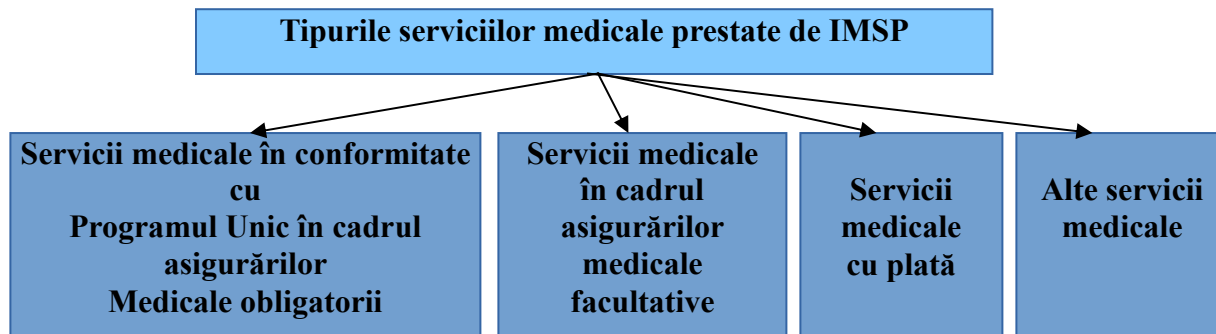 Tipurile serviciilor medicale prestate de IMSP
Servicii medicale în conformitate
cu
Programul Unic în cadrul
asigurărilor
Medicale obligatorii
Servicii medicale
în cadrul
asigurărilor
medicale
facultative
Servicii
medicale
cu plată
Alte servicii
medicale